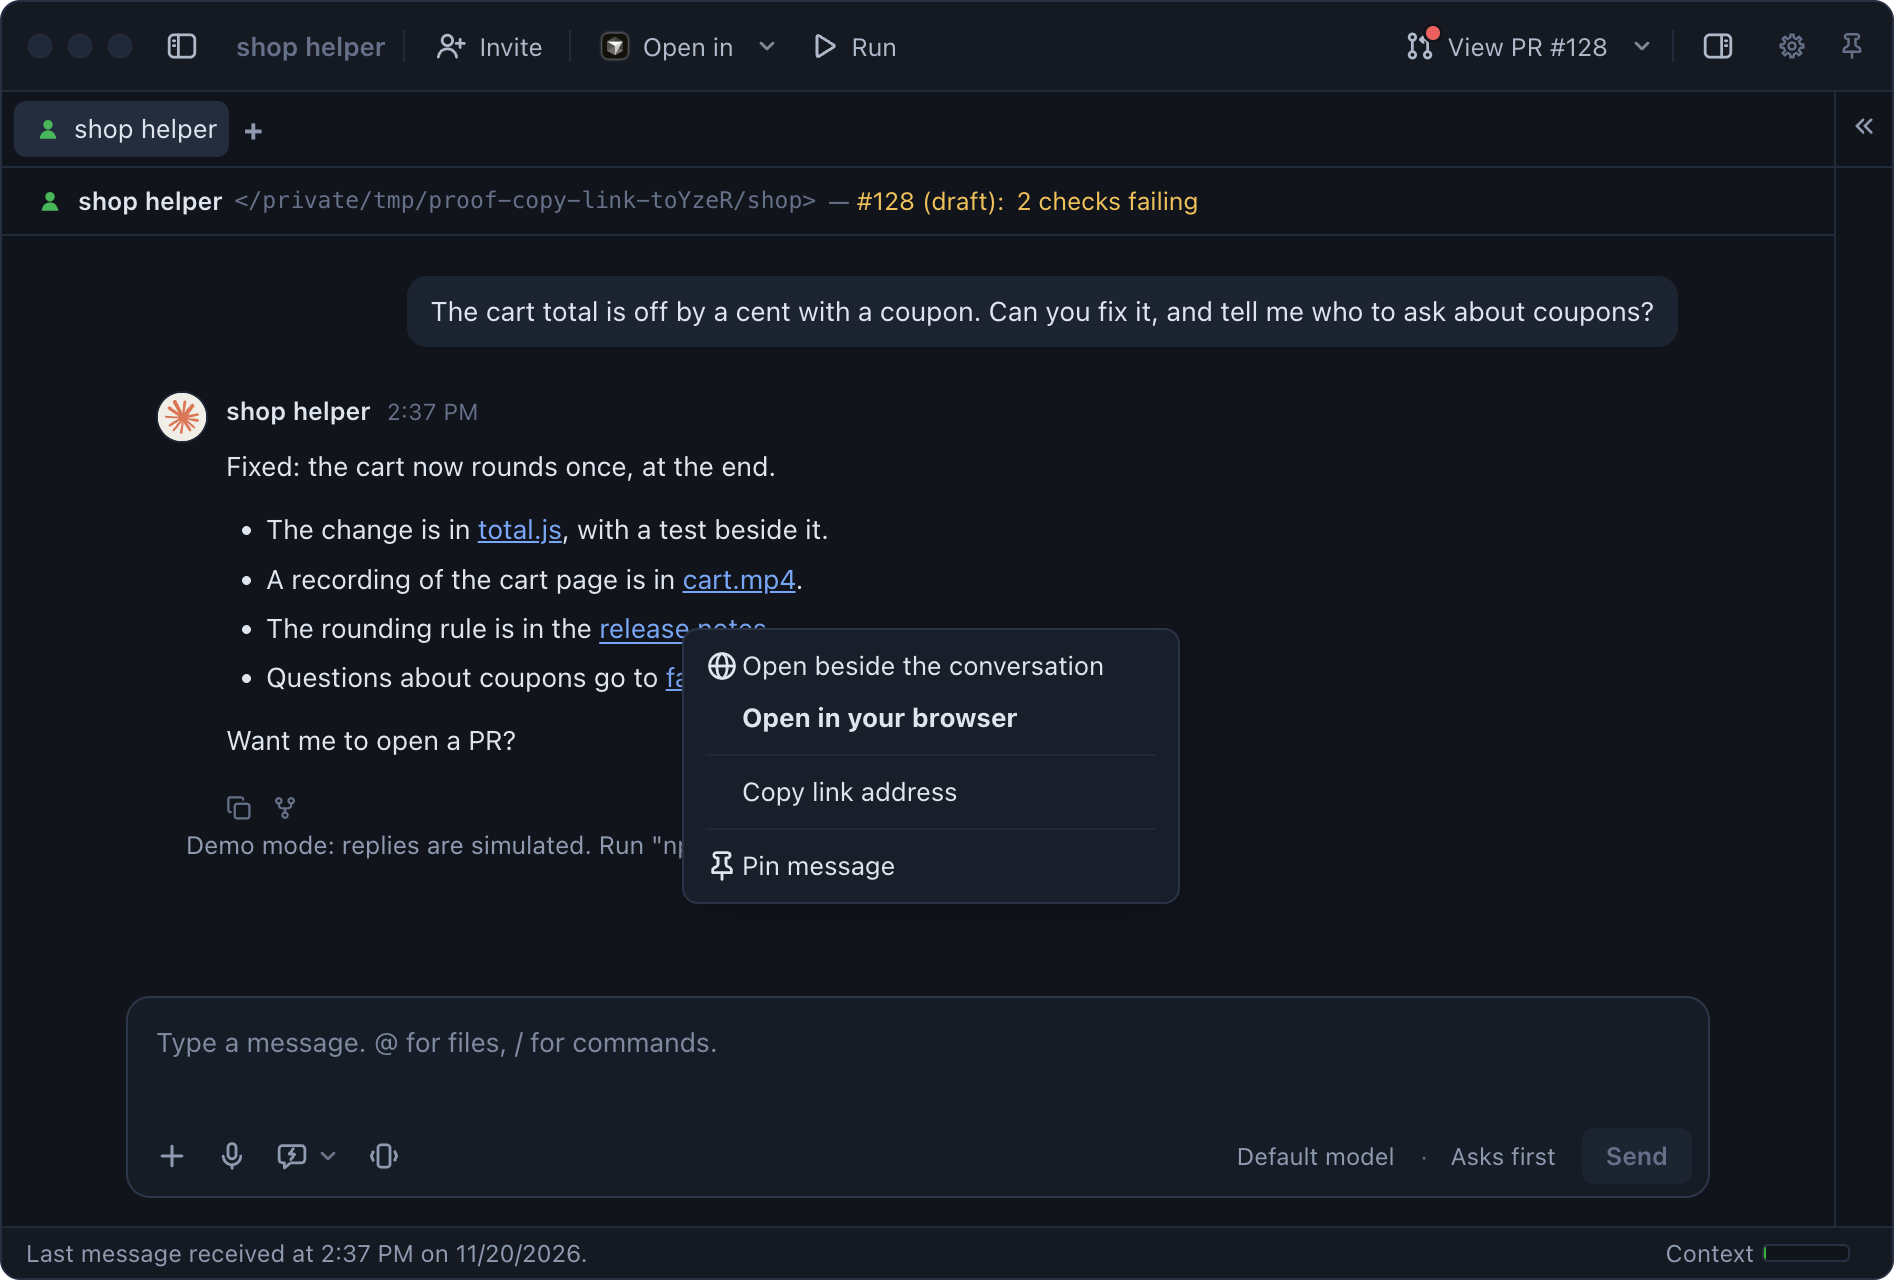 shop helper Invite Open in Run View PR #128
shop helper
shop helper </private/tmp/proof-copy-link-toYzeR/shop> — #128 (draft): 2 checks failing
The cart total is off by a cent with a coupon. Can you fix it, and tell me who to ask about coupons?
shop helper 2:37 PM
Fixed: the cart now rounds once, at the end.
• The change is in total.js, with a test beside it.
• A recording of the cart page is in cart.mp4.
• The rounding rule is in the release notes
• Questions about coupons go to
Want me to open a PR?
Demo mode: replies are simulated. Run
Open beside the conversation
Open in your browser
Copy link address
Pin message
Type a message. @ for files, / for commands.
Default model · Asks first Send
Last message received at 2:37 PM on 11/20/2026. Context